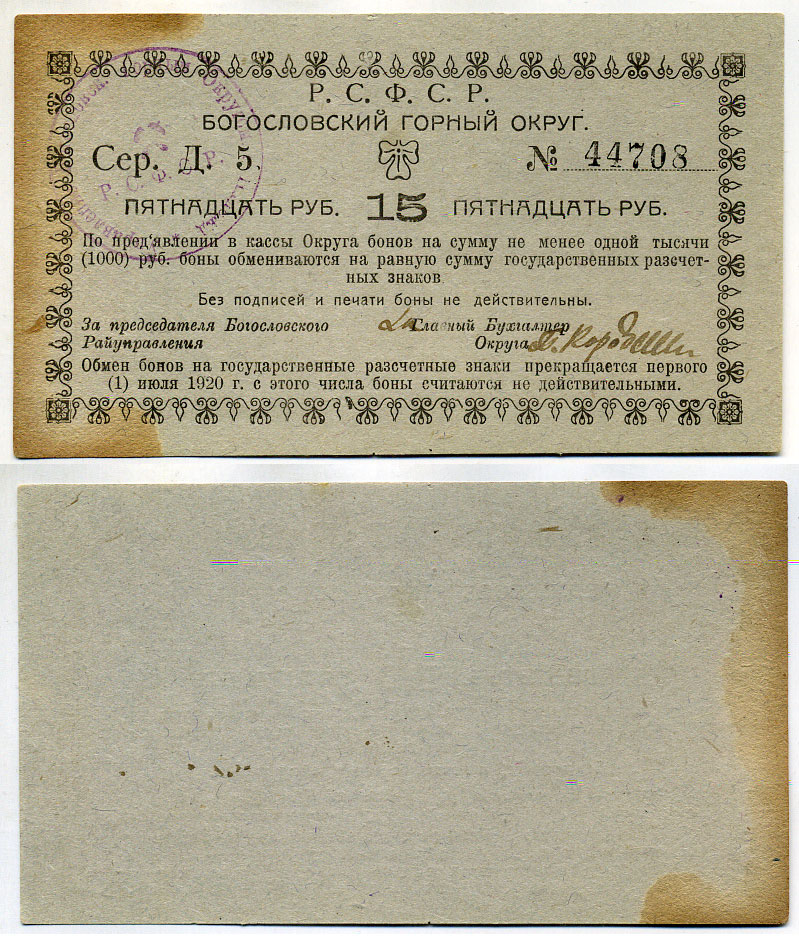 Р. С. Ф. С. Р.
БОГОСЛОВСКИЙ ГОРНЫЙ ОКРУГ.
Сер. Д. 5. № 44708
ПЯТНАДЦАТЬ РУБ. 15 ПЯТНАДЦАТЬ РУБ.
По пред'явлении в кассы Округа бонов на сумму не менее одной тысячи
(1000) руб. боны обмениваются на равную сумму государственных разсчет-
ных знаков
Без подписей и печати боны не действительны.
За председателя Богословского Главный Бухгалтер
Райуправления Округа
Обмен бонов на государственные разсчетные знаки прекращается первого
(1) июля 1920 г. с этого числа боны считаются не действительными.
Р. С. Ф. С. Р.